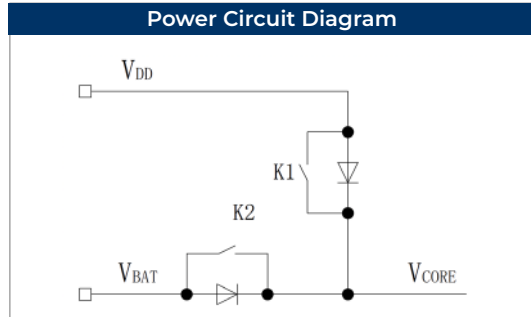 Power Circuit Diagram
VDD
K1
K2
VBAT
VCORE